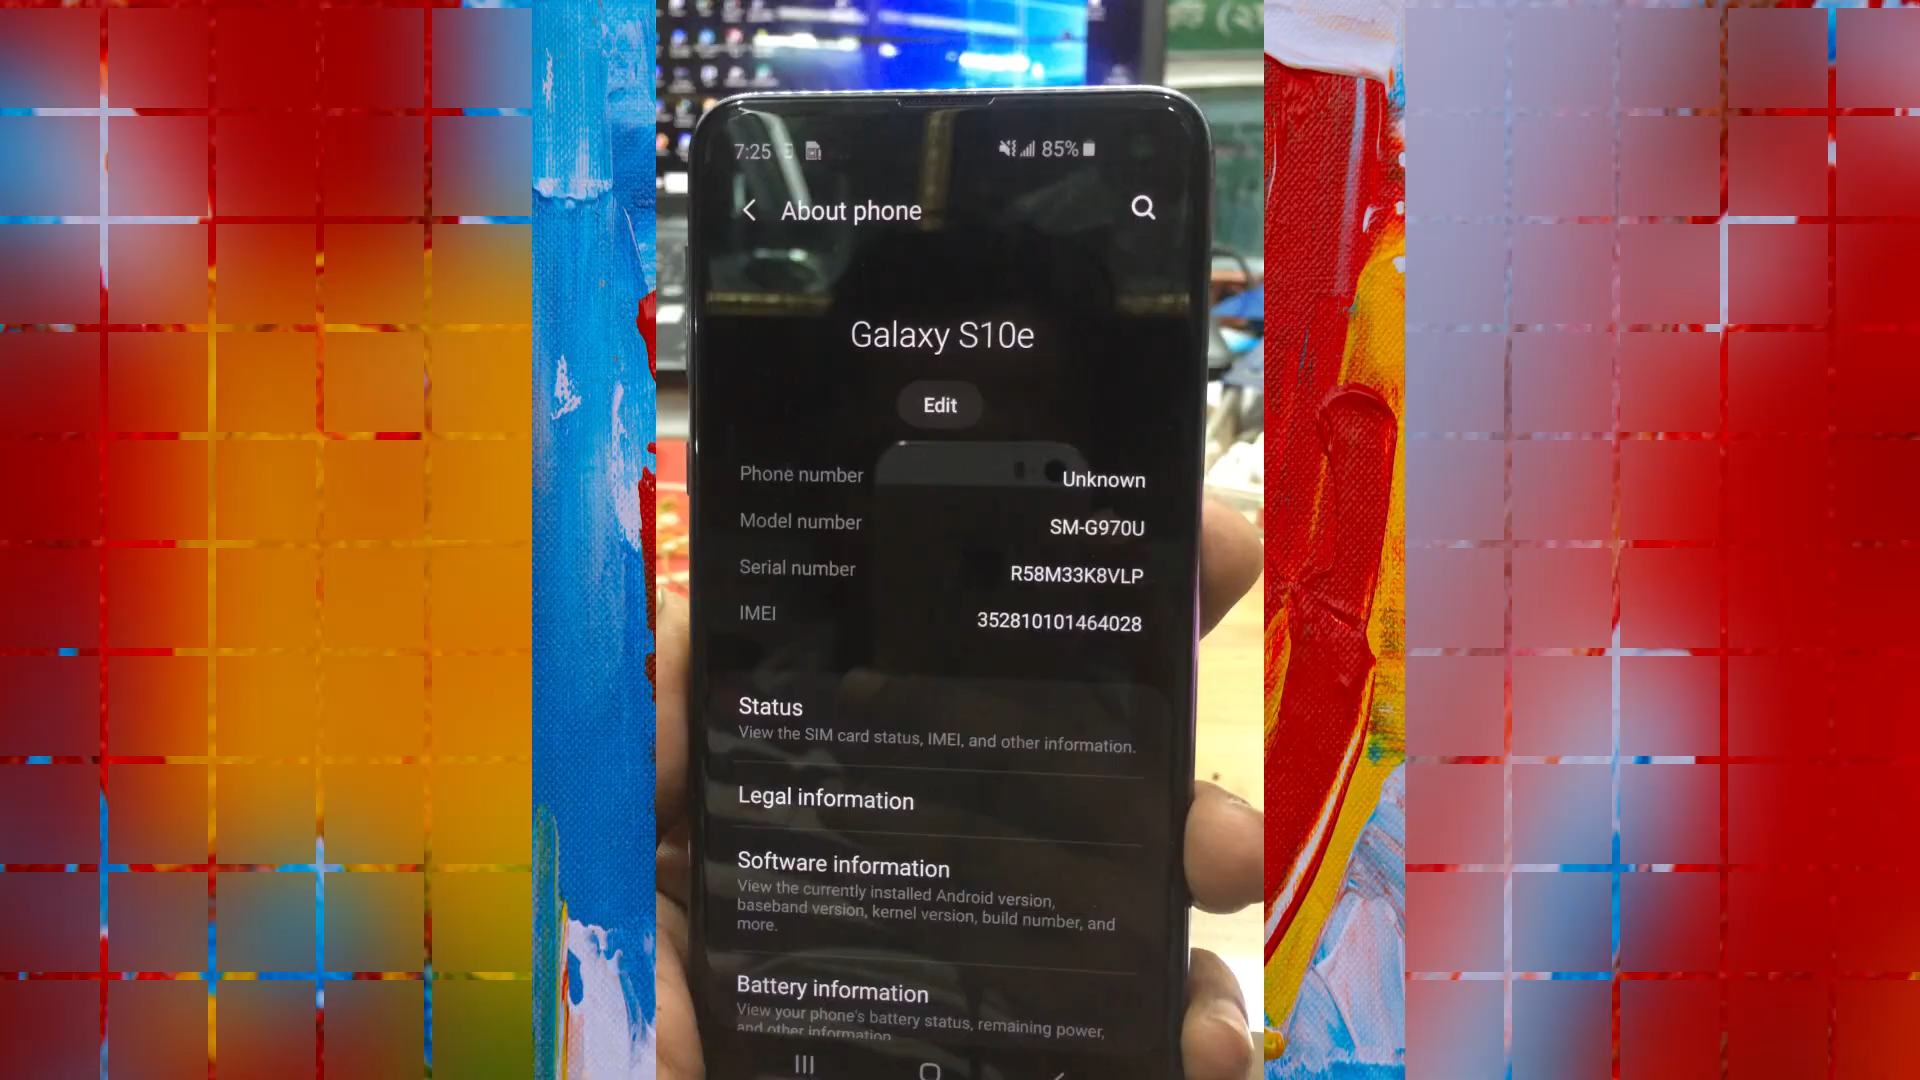 7:25
85%
About phone
Galaxy S10e
Edit
Phone number Unknown
Model number SM-G970U
Serial number R58M33K8VLP
IMEI 352810101464028
Status
View the SIM card status, IMEI, and other information.
Legal information
Software information
View the currently installed Android version,
baseband version, kernel version, build number, and
more.
Battery information
View your phone's battery status, remaining power,
and other information.